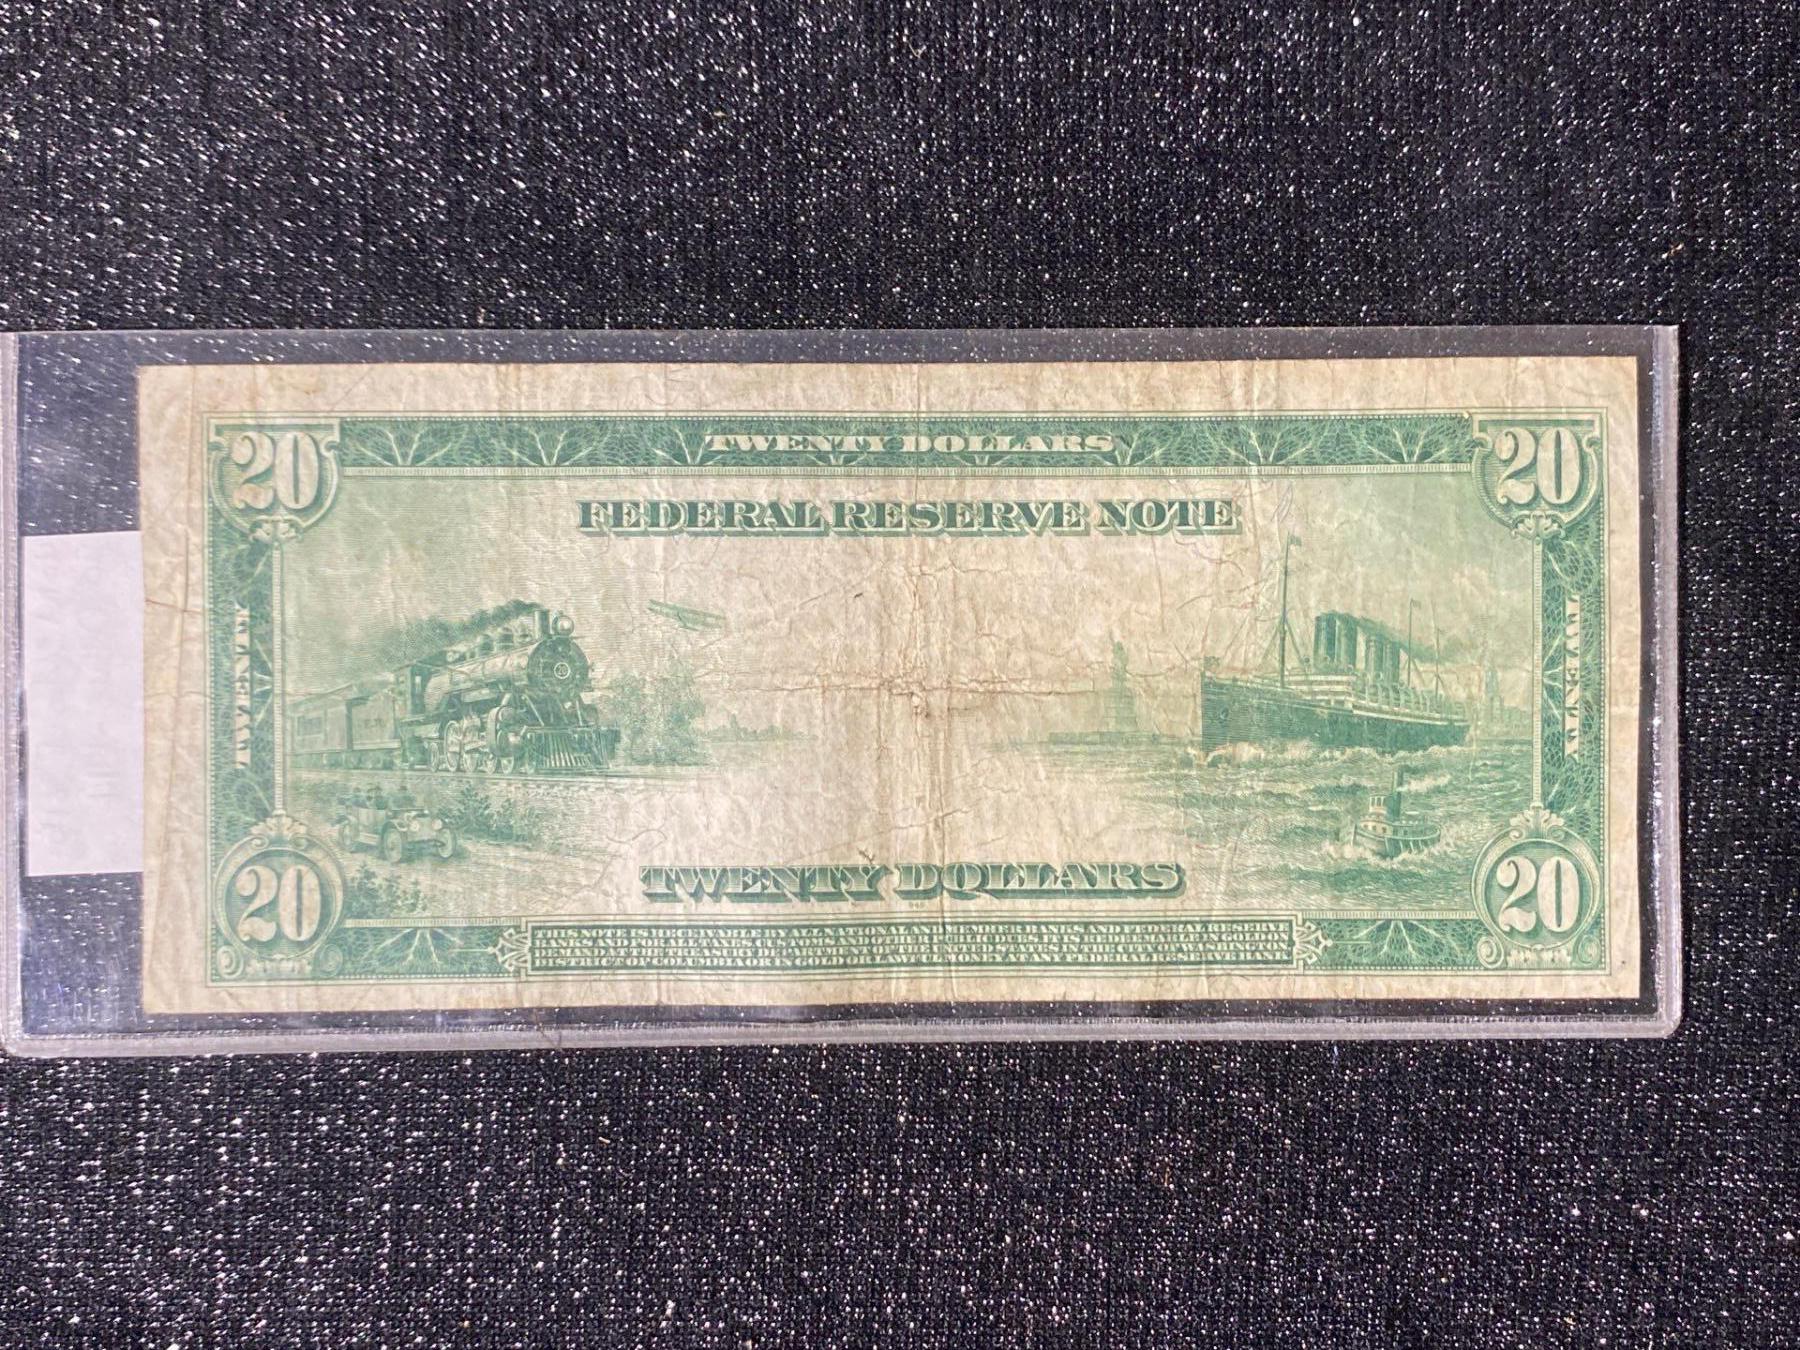 20 TWENTY DOLLARS 20
FEDERAL RESERVE NOTE
TWENTY
TWENTY
TWENTY DOLLARS
20 20
THIS NOTE IS RECEIVABLE BY ALL NATIONAL AND MEMBER BANKS AND FEDERAL RESERVE
BANKS AND FOR ALL TAXES, CUSTOMS AND OTHER PUBLIC DUES. IT IS REDEEMABLE IN GOLD ON
DEMAND AT THE TREASURY DEPARTMENT OF THE UNITED STATES IN THE CITY OF WASHINGTON,
DISTRICT OF COLUMBIA OR IN GOLD OR LAWFUL MONEY AT ANY FEDERAL RESERVE BANK.